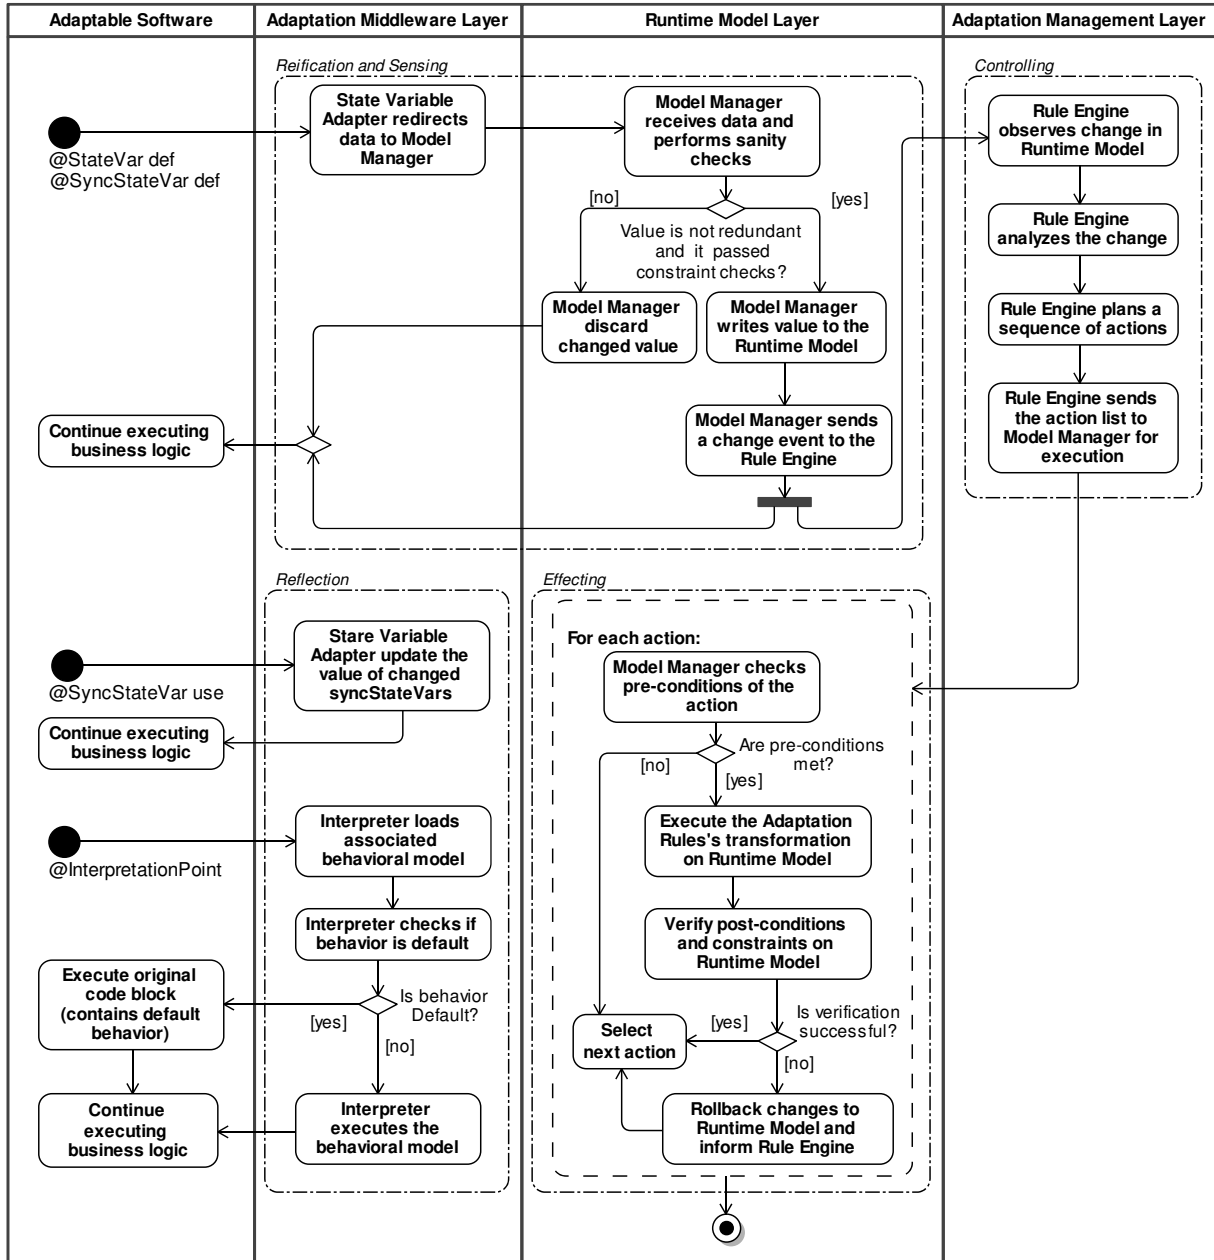 Adaptable Software
Adaptation Middleware Layer
Runtime Model Layer
Adaptation Management Layer
Reification and Sensing
Controlling
State Variable
Adapter redirects
data to Model
Manager
Model Manager
receives data and
performs sanity
checks
Rule Engine
observes change in
Runtime Model
@StateVar def
@SyncStateVar def
[no]
[yes]
Value is not redundant
and it passed
constraint checks?
Rule Engine
analyzes the change
Model Manager
discard
changed value
Model Manager
writes value to the
Runtime Model
Rule Engine plans a
sequence of actions
Continue executing
business logic
Model Manager sends
a change event to the
Rule Engine
Rule Engine sends
the action list to
Model Manager for
execution
Reflection
Effecting
Stare Variable
Adapter update the
value of changed
syncStateVars
@SyncStateVar use
Continue executing
business logic
For each action:
Model Manager checks
pre-conditions of the
action
Are pre-conditions
met?
[no]
[yes]
Interpreter loads
associated
behavioral model
@InterpretationPoint
Execute the Adaptation
Rules's transformation
on Runtime Model
Interpreter checks if
behavior is default
Verify post-conditions
and constraints on
Runtime Model
Execute original
code block
(contains default
behavior)
Is behavior
Default?
[yes]
[no]
Select
next action
[yes]
Is verification
successful?
[no]
Continue
executing
business logic
Interpreter
executes the
behavioral model
Rollback changes to
Runtime Model and
inform Rule Engine